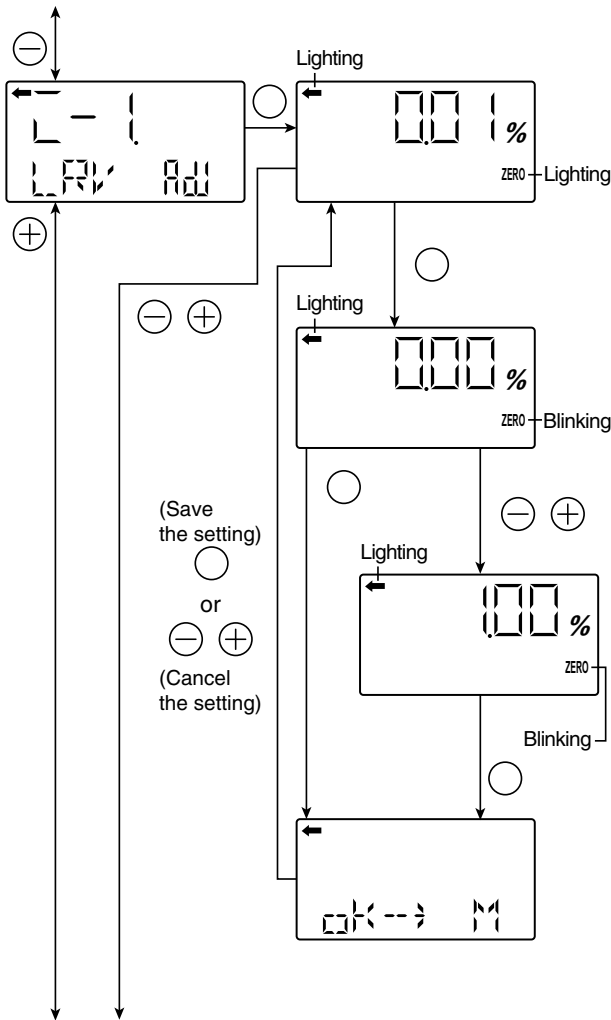 Lighting
ㄷ-1.
LRV Adj
0.01 %
ZERO
Lighting
Lighting
0.00 %
ZERO
Blinking
(Save
the setting)
or
(Cancel
the setting)
Lighting
1.00 %
ZERO
Blinking
oK--> M